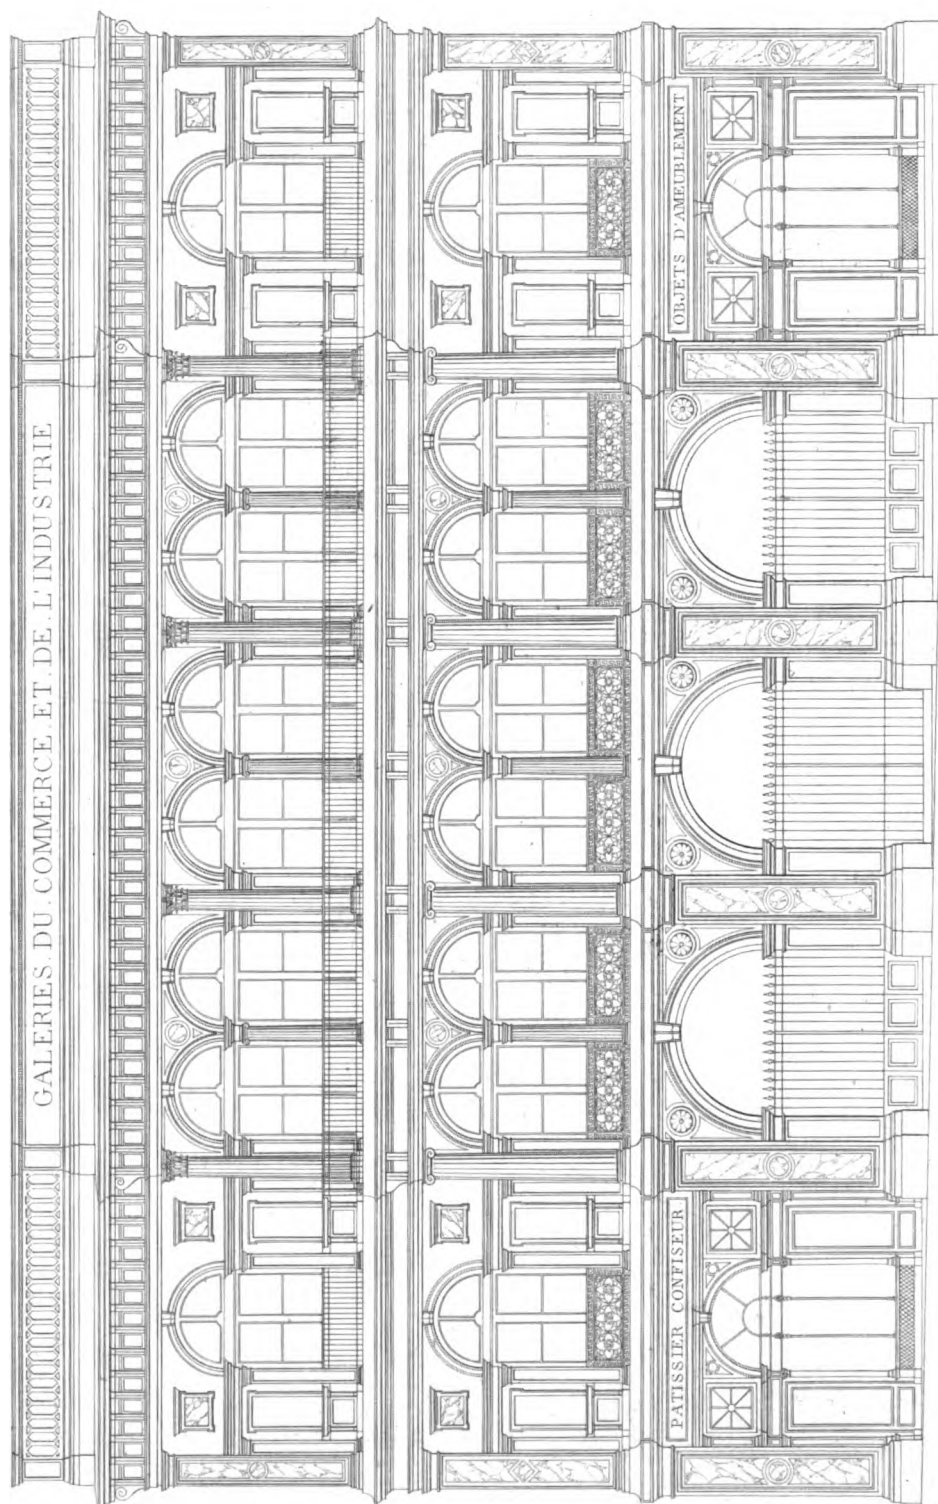 GALERIES. DU. COMMERCE. ET. DE. L'INDUSTRIE
PATISSIER CONFISEUR
OBJETS D'AMEUBLEMENT